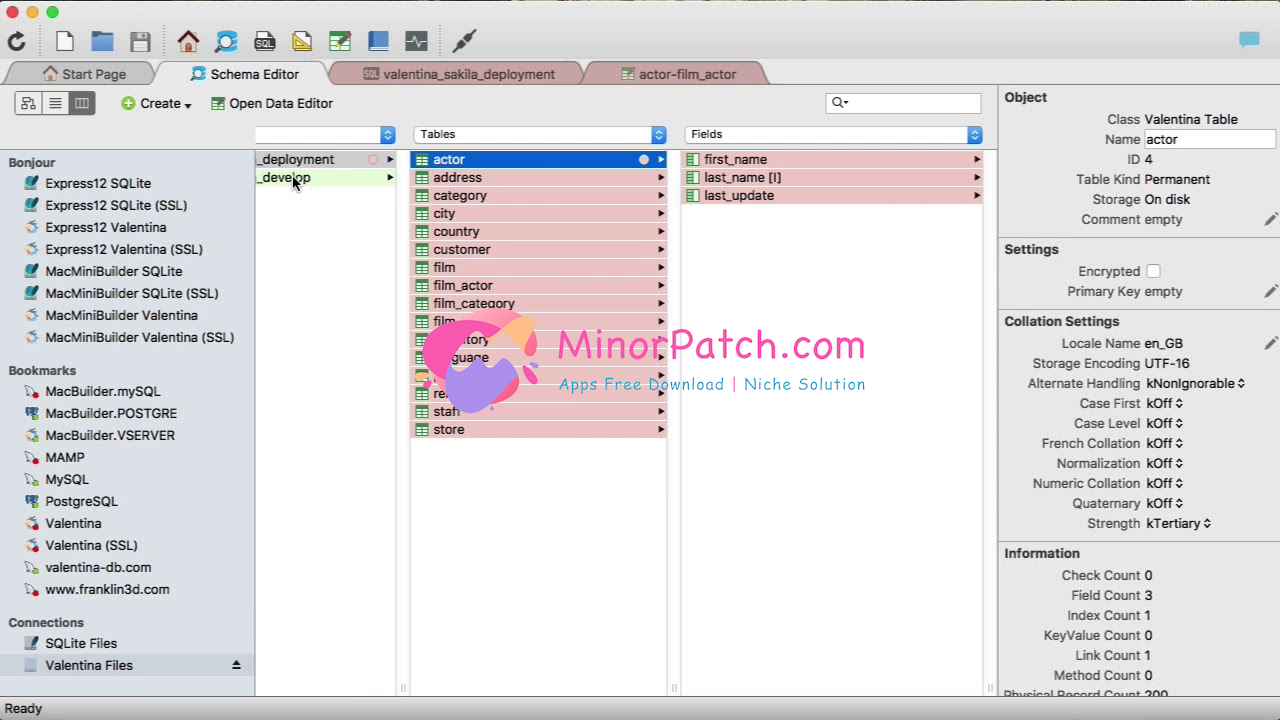 Start Page
Schema Editor
SQL valentina_sakila_deployment
actor-film_actor
Create
Open Data Editor
Tables
Fields
Bonjour
Express12 SQLite
Express12 SQLite (SSL)
Express12 Valentina
Express12 Valentina (SSL)
MacMiniBuilder SQLite
MacMiniBuilder SQLite (SSL)
MacMiniBuilder Valentina
MacMiniBuilder Valentina (SSL)
Bookmarks
MacBuilder.mySQL
MacBuilder.POSTGRE
MacBuilder.VSERVER
MAMP
MySQL
PostgreSQL
Valentina
Valentina (SSL)
valentina-db.com
www.franklin3d.com
Connections
SQLite Files
Valentina Files
_deployment
_develop
actor
address
category
city
country
customer
film
film_actor
film_category
staff
store
first_name
last_name [I]
last_update
MinorPatch.com
Apps Free Download | Niche Solution
Object
Class Valentina Table
Name actor
ID 4
Table Kind Permanent
Storage On disk
Comment empty
Settings
Encrypted
Primary Key empty
Collation Settings
Locale Name en_GB
Storage Encoding UTF-16
Alternate Handling kNonIgnorable
Case First kOff
Case Level kOff
French Collation kOff
Normalization kOff
Numeric Collation kOff
Quaternary kOff
Strength kTertiary
Information
Check Count 0
Field Count 3
Index Count 1
KeyValue Count 0
Link Count 1
Method Count 0
Physical Record Count 200
Ready